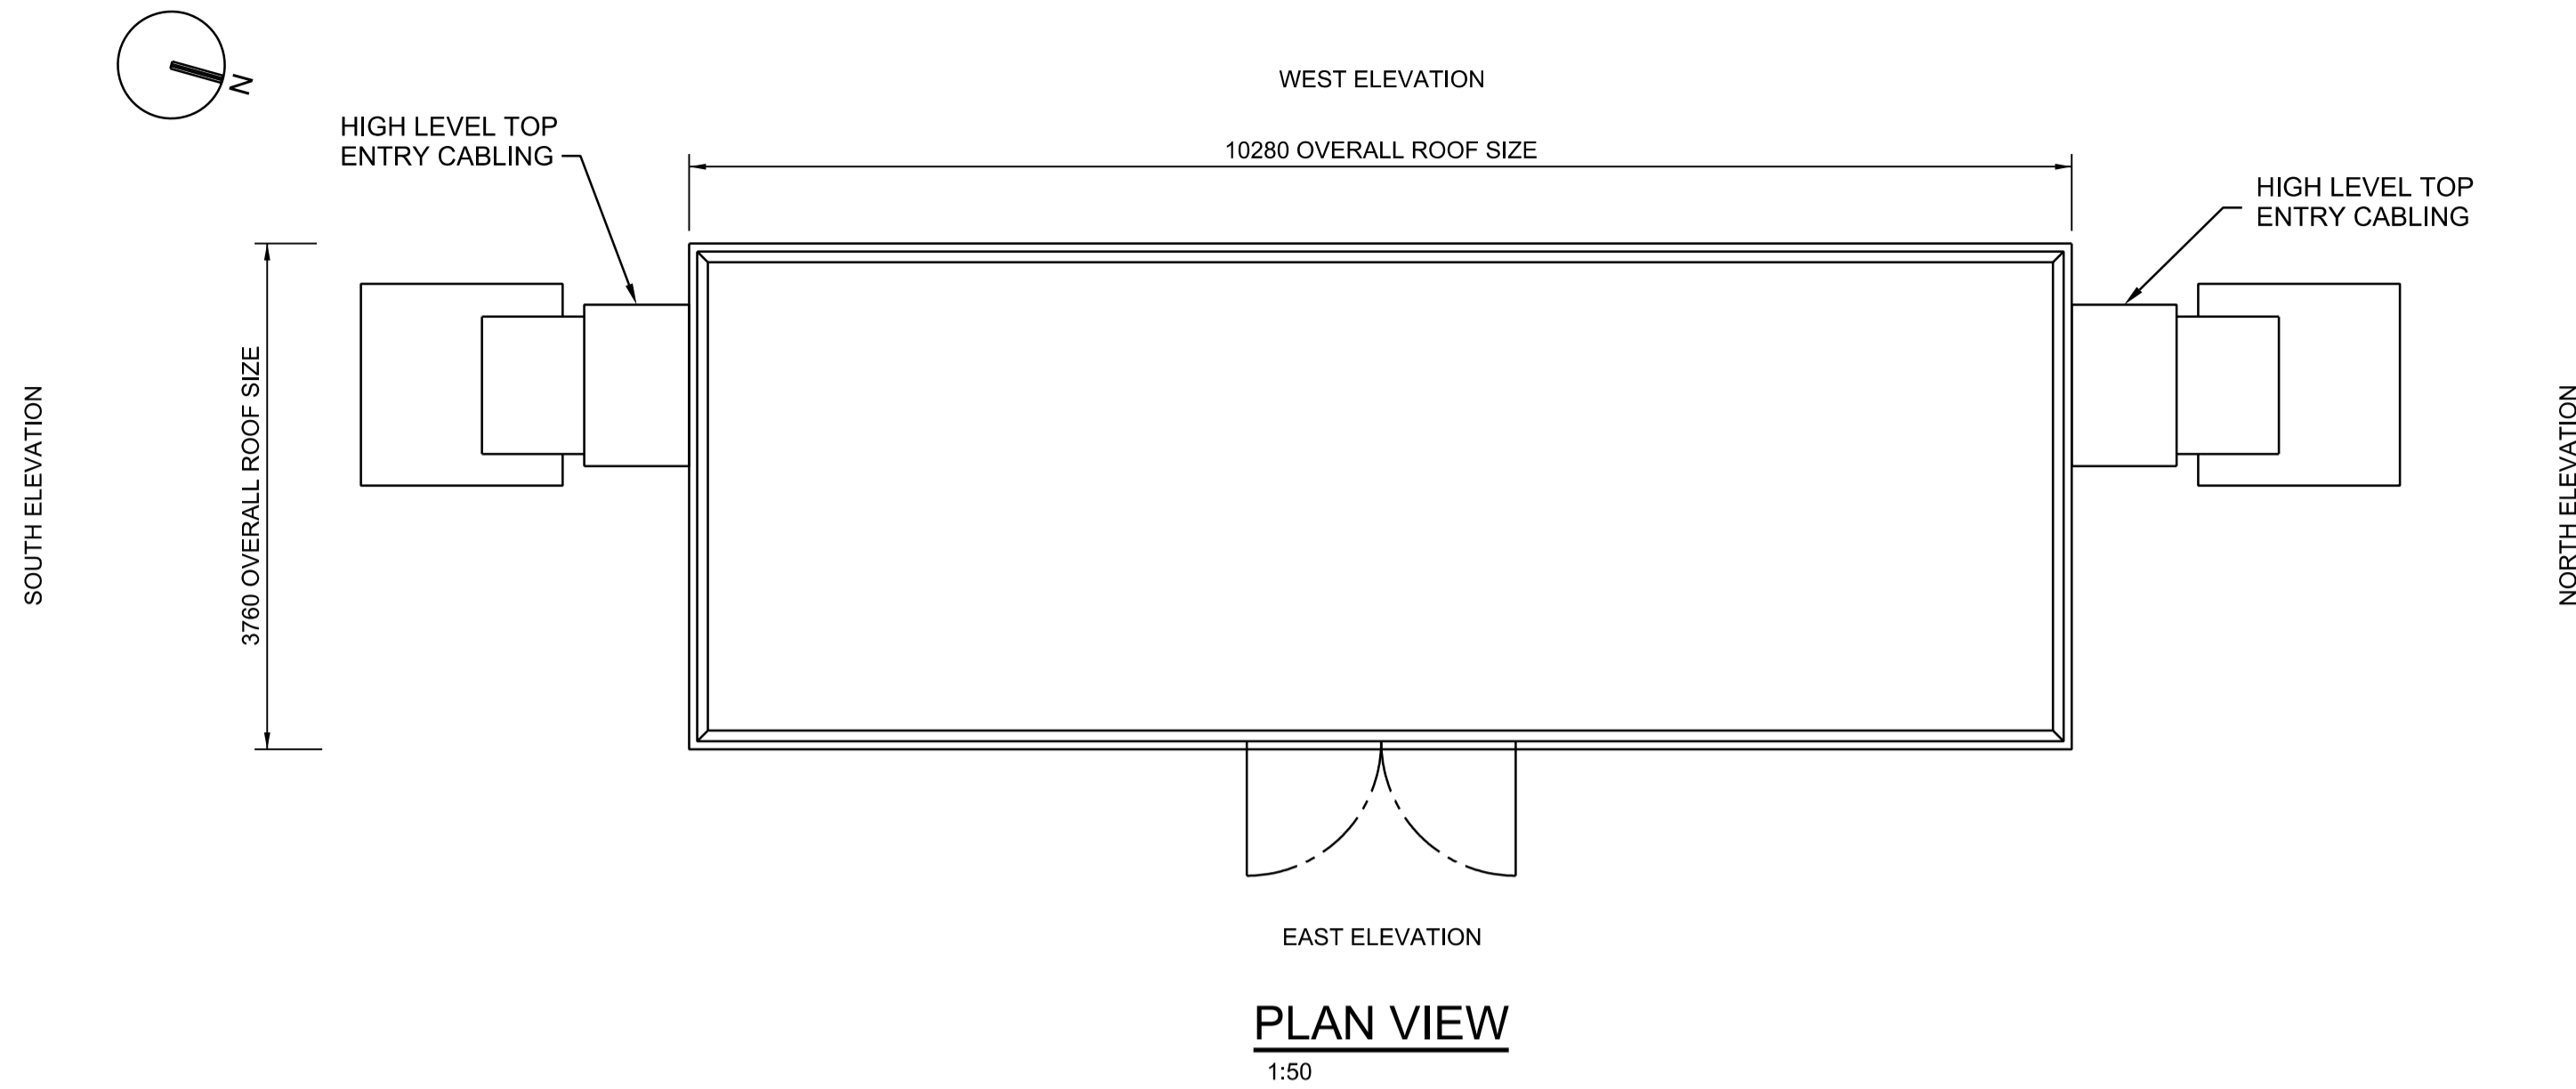 N
WEST ELEVATION
HIGH LEVEL TOP
ENTRY CABLING
10280 OVERALL ROOF SIZE
HIGH LEVEL TOP
ENTRY CABLING
SOUTH ELEVATION
3760 OVERALL ROOF SIZE
NORTH ELEVATION
EAST ELEVATION
PLAN VIEW
1:50